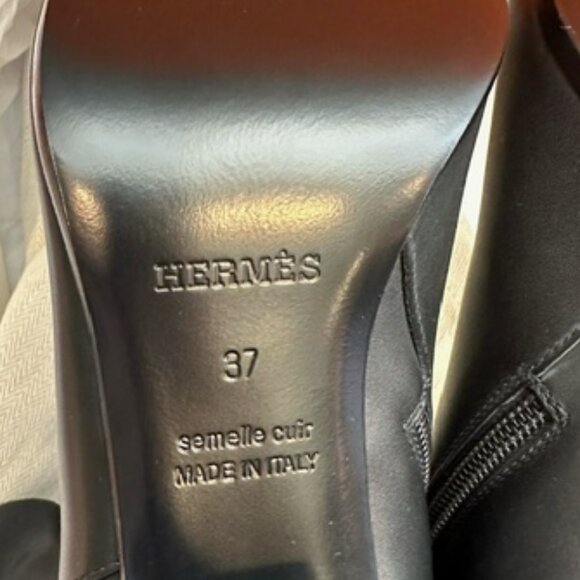 HERMÈS
37
semelle cuir
MADE IN ITALY